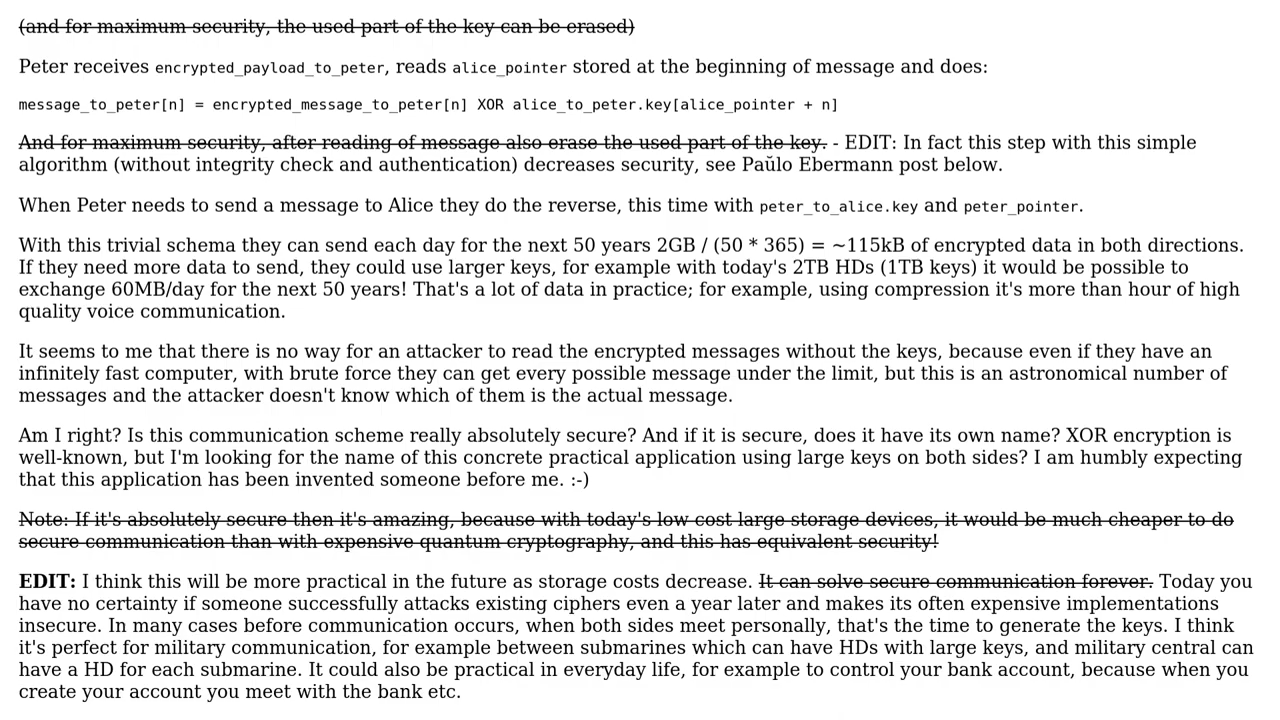 (and for maximum security, the used part of the key can be erased)
Peter receives encrypted_payload_to_peter, reads alice_pointer stored at the beginning of message and does:
message_to_peter[n] = encrypted_message_to_peter[n] XOR alice_to_peter.key[alice_pointer + n]
And for maximum security, after reading of message also erase the used part of the key. - EDIT: In fact this step with this simple
algorithm (without integrity check and authentication) decreases security, see Paŭlo Ebermann post below.
When Peter needs to send a message to Alice they do the reverse, this time with peter_to_alice.key and peter_pointer.
With this trivial schema they can send each day for the next 50 years 2GB / (50 * 365) = ~115kB of encrypted data in both directions.
If they need more data to send, they could use larger keys, for example with today's 2TB HDs (1TB keys) it would be possible to
exchange 60MB/day for the next 50 years! That's a lot of data in practice; for example, using compression it's more than hour of high
quality voice communication.
It seems to me that there is no way for an attacker to read the encrypted messages without the keys, because even if they have an
infinitely fast computer, with brute force they can get every possible message under the limit, but this is an astronomical number of
messages and the attacker doesn't know which of them is the actual message.
Am I right? Is this communication scheme really absolutely secure? And if it is secure, does it have its own name? XOR encryption is
well-known, but I'm looking for the name of this concrete practical application using large keys on both sides? I am humbly expecting
that this application has been invented someone before me. :-)
Note: If it's absolutely secure then it's amazing, because with today's low cost large storage devices, it would be much cheaper to do
secure communication than with expensive quantum cryptography, and this has equivalent security!
EDIT: I think this will be more practical in the future as storage costs decrease. It can solve secure communication forever. Today you
have no certainty if someone successfully attacks existing ciphers even a year later and makes its often expensive implementations
insecure. In many cases before communication occurs, when both sides meet personally, that's the time to generate the keys. I think
it's perfect for military communication, for example between submarines which can have HDs with large keys, and military central can
have a HD for each submarine. It could also be practical in everyday life, for example to control your bank account, because when you
create your account you meet with the bank etc.